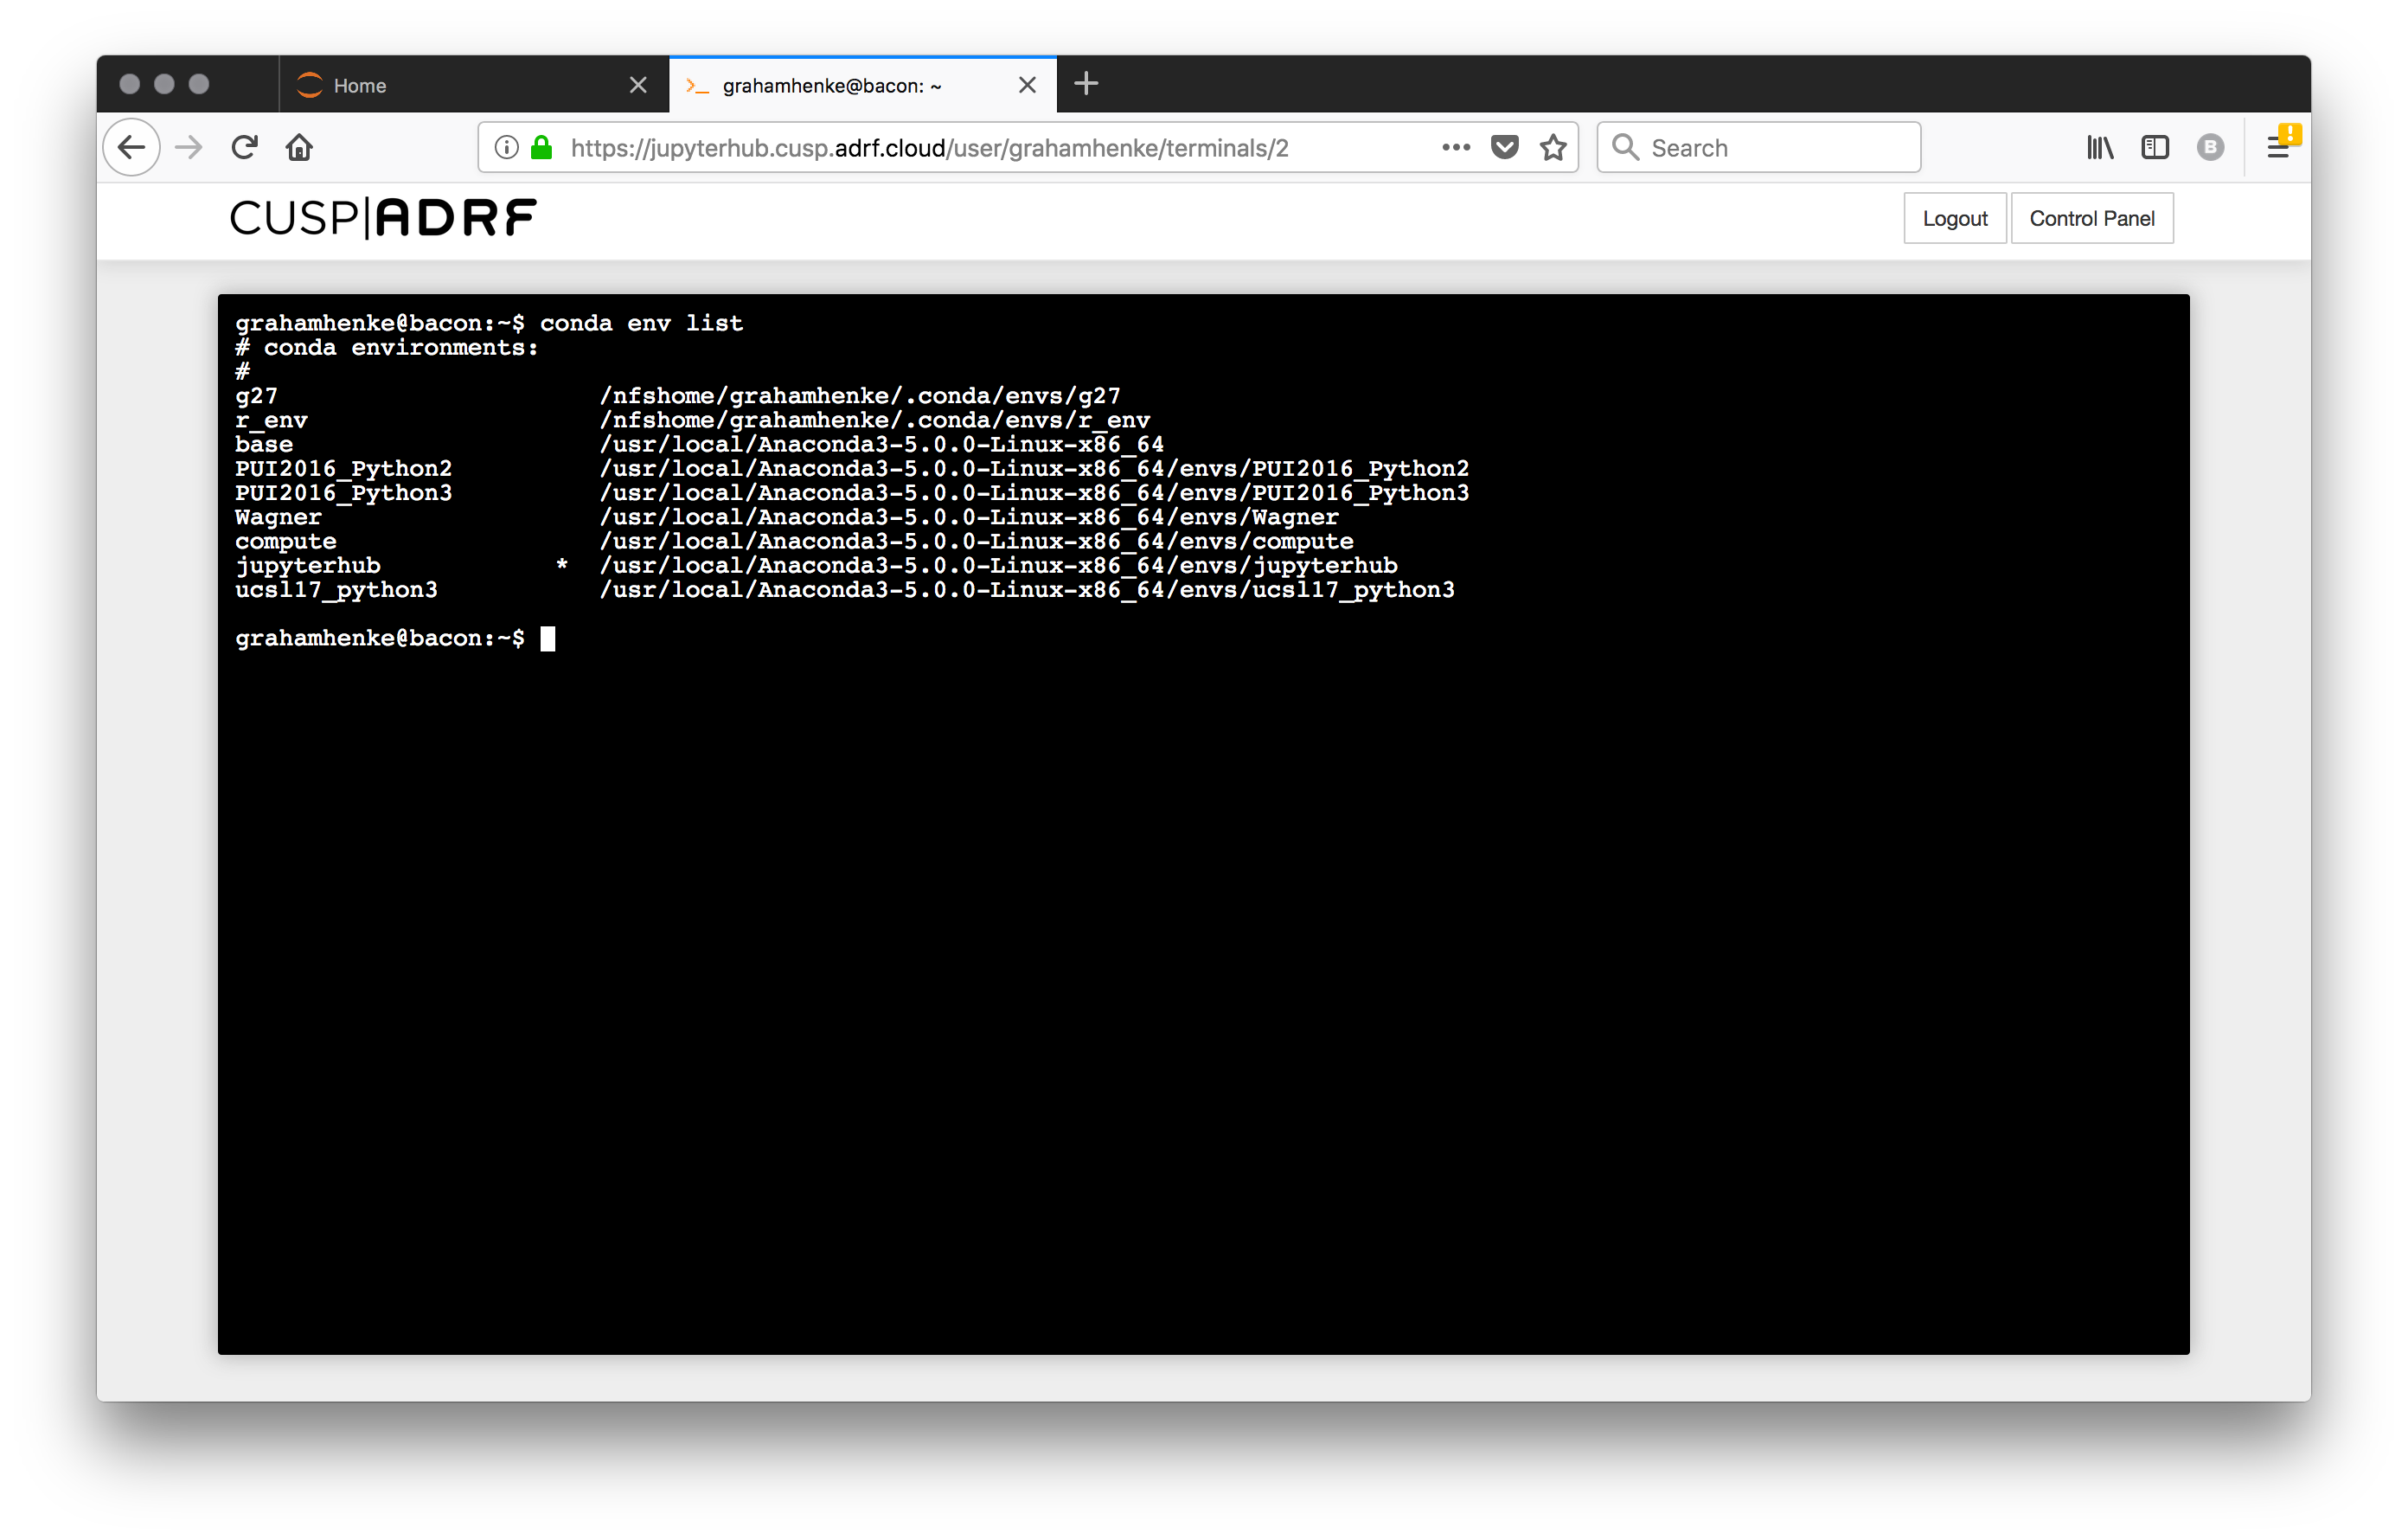 Home
grahamhenke@bacon: ~
https://jupyterhub.cusp.adrf.cloud/user/grahamhenke/terminals/2
Search
B
CUSP|ADRF
Logout
Control Panel
grahamhenke@bacon:~$ conda env list
# conda environments:
#
g27                      /nfshome/grahamhenke/.conda/envs/g27
r_env                    /nfshome/grahamhenke/.conda/envs/r_env
base                     /usr/local/Anaconda3-5.0.0-Linux-x86_64
PUI2016_Python2          /usr/local/Anaconda3-5.0.0-Linux-x86_64/envs/PUI2016_Python2
PUI2016_Python3          /usr/local/Anaconda3-5.0.0-Linux-x86_64/envs/PUI2016_Python3
Wagner                   /usr/local/Anaconda3-5.0.0-Linux-x86_64/envs/Wagner
compute                  /usr/local/Anaconda3-5.0.0-Linux-x86_64/envs/compute
jupyterhub            *  /usr/local/Anaconda3-5.0.0-Linux-x86_64/envs/jupyterhub
ucsl17_python3           /usr/local/Anaconda3-5.0.0-Linux-x86_64/envs/ucsl17_python3
grahamhenke@bacon:~$